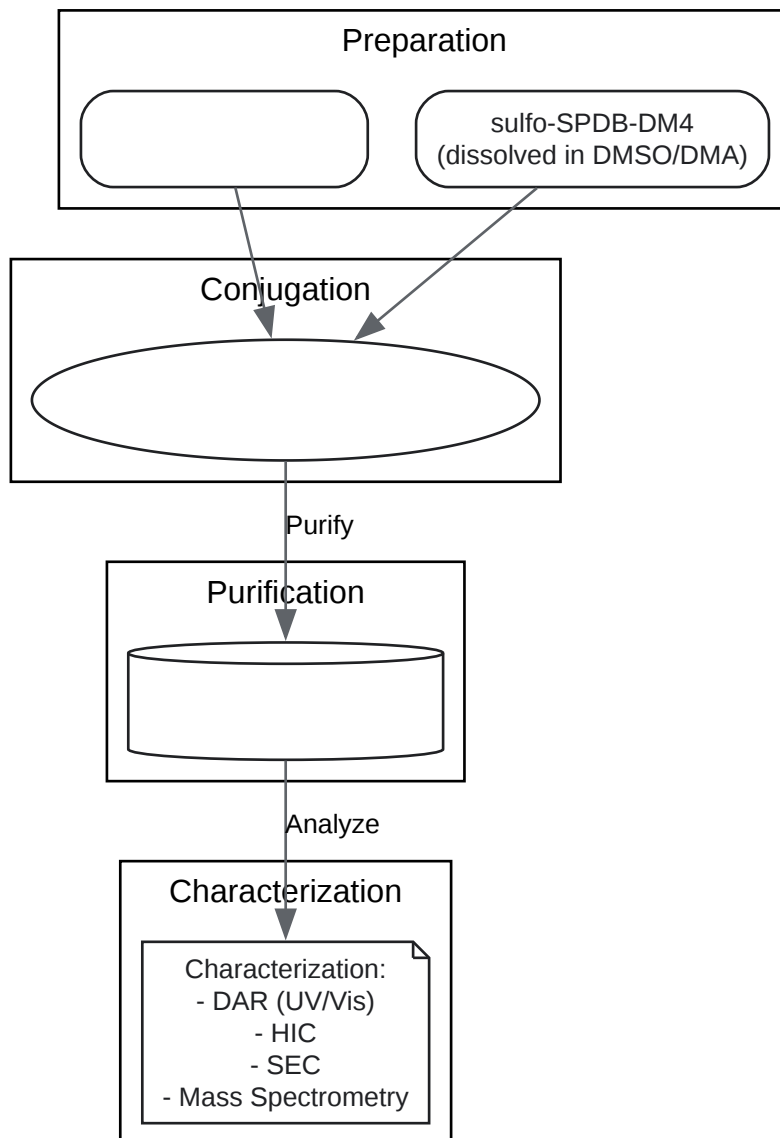 Preparation
sulfo-SPDB-DM4
(dissolved in DMSO/DMA)
Conjugation
Purify
Purification
Analyze
Characterization
Characterization:
- DAR (UV/Vis)
- HIC
- SEC
- Mass Spectrometry